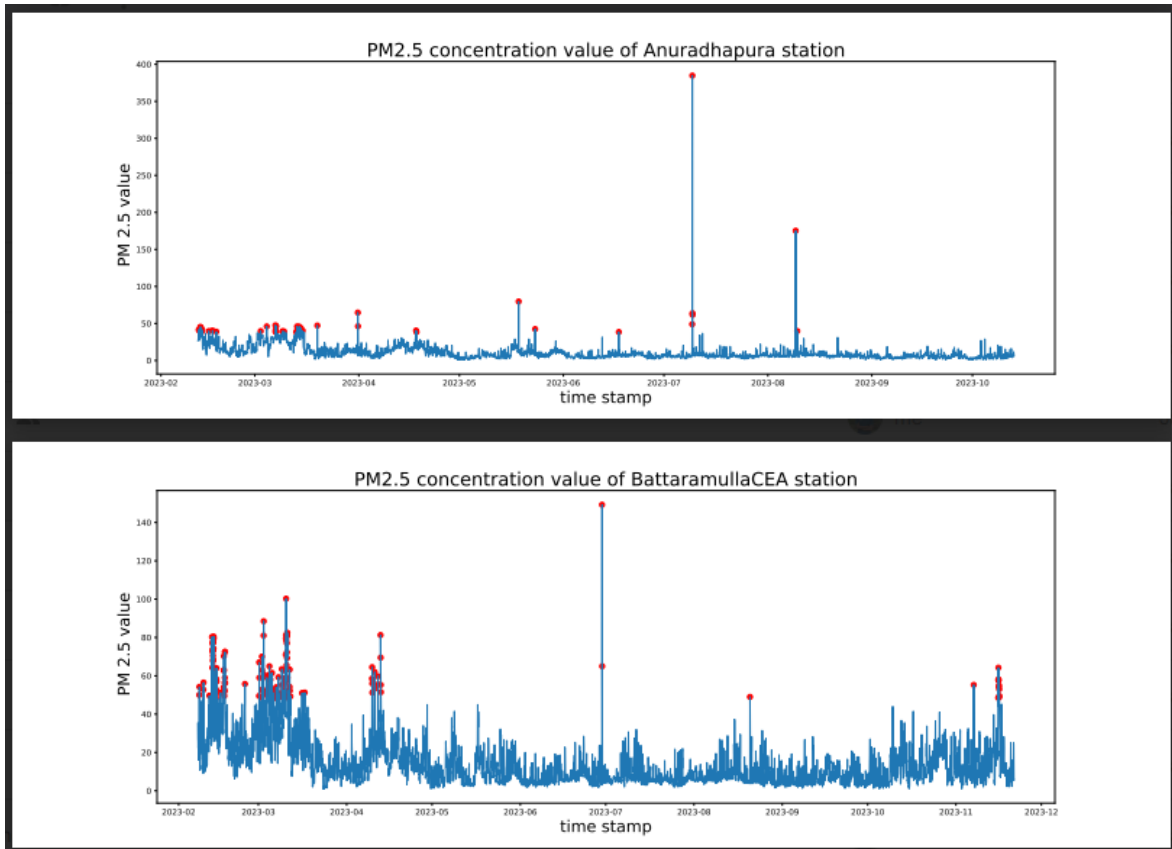 PM2.5 concentration value of Anuradhapura station
400
350
300
250
200
150
100
50
0
PM 2.5 value
2023-02 2023-03 2023-04 2023-05 2023-06 2023-07 2023-08 2023-09 2023-10
time stamp
PM2.5 concentration value of BattaramullaCEA station
140
120
100
80
60
40
20
0
PM 2.5 value
2023-02 2023-03 2023-04 2023-05 2023-06 2023-07 2023-08 2023-09 2023-10 2023-11 2023-12
time stamp